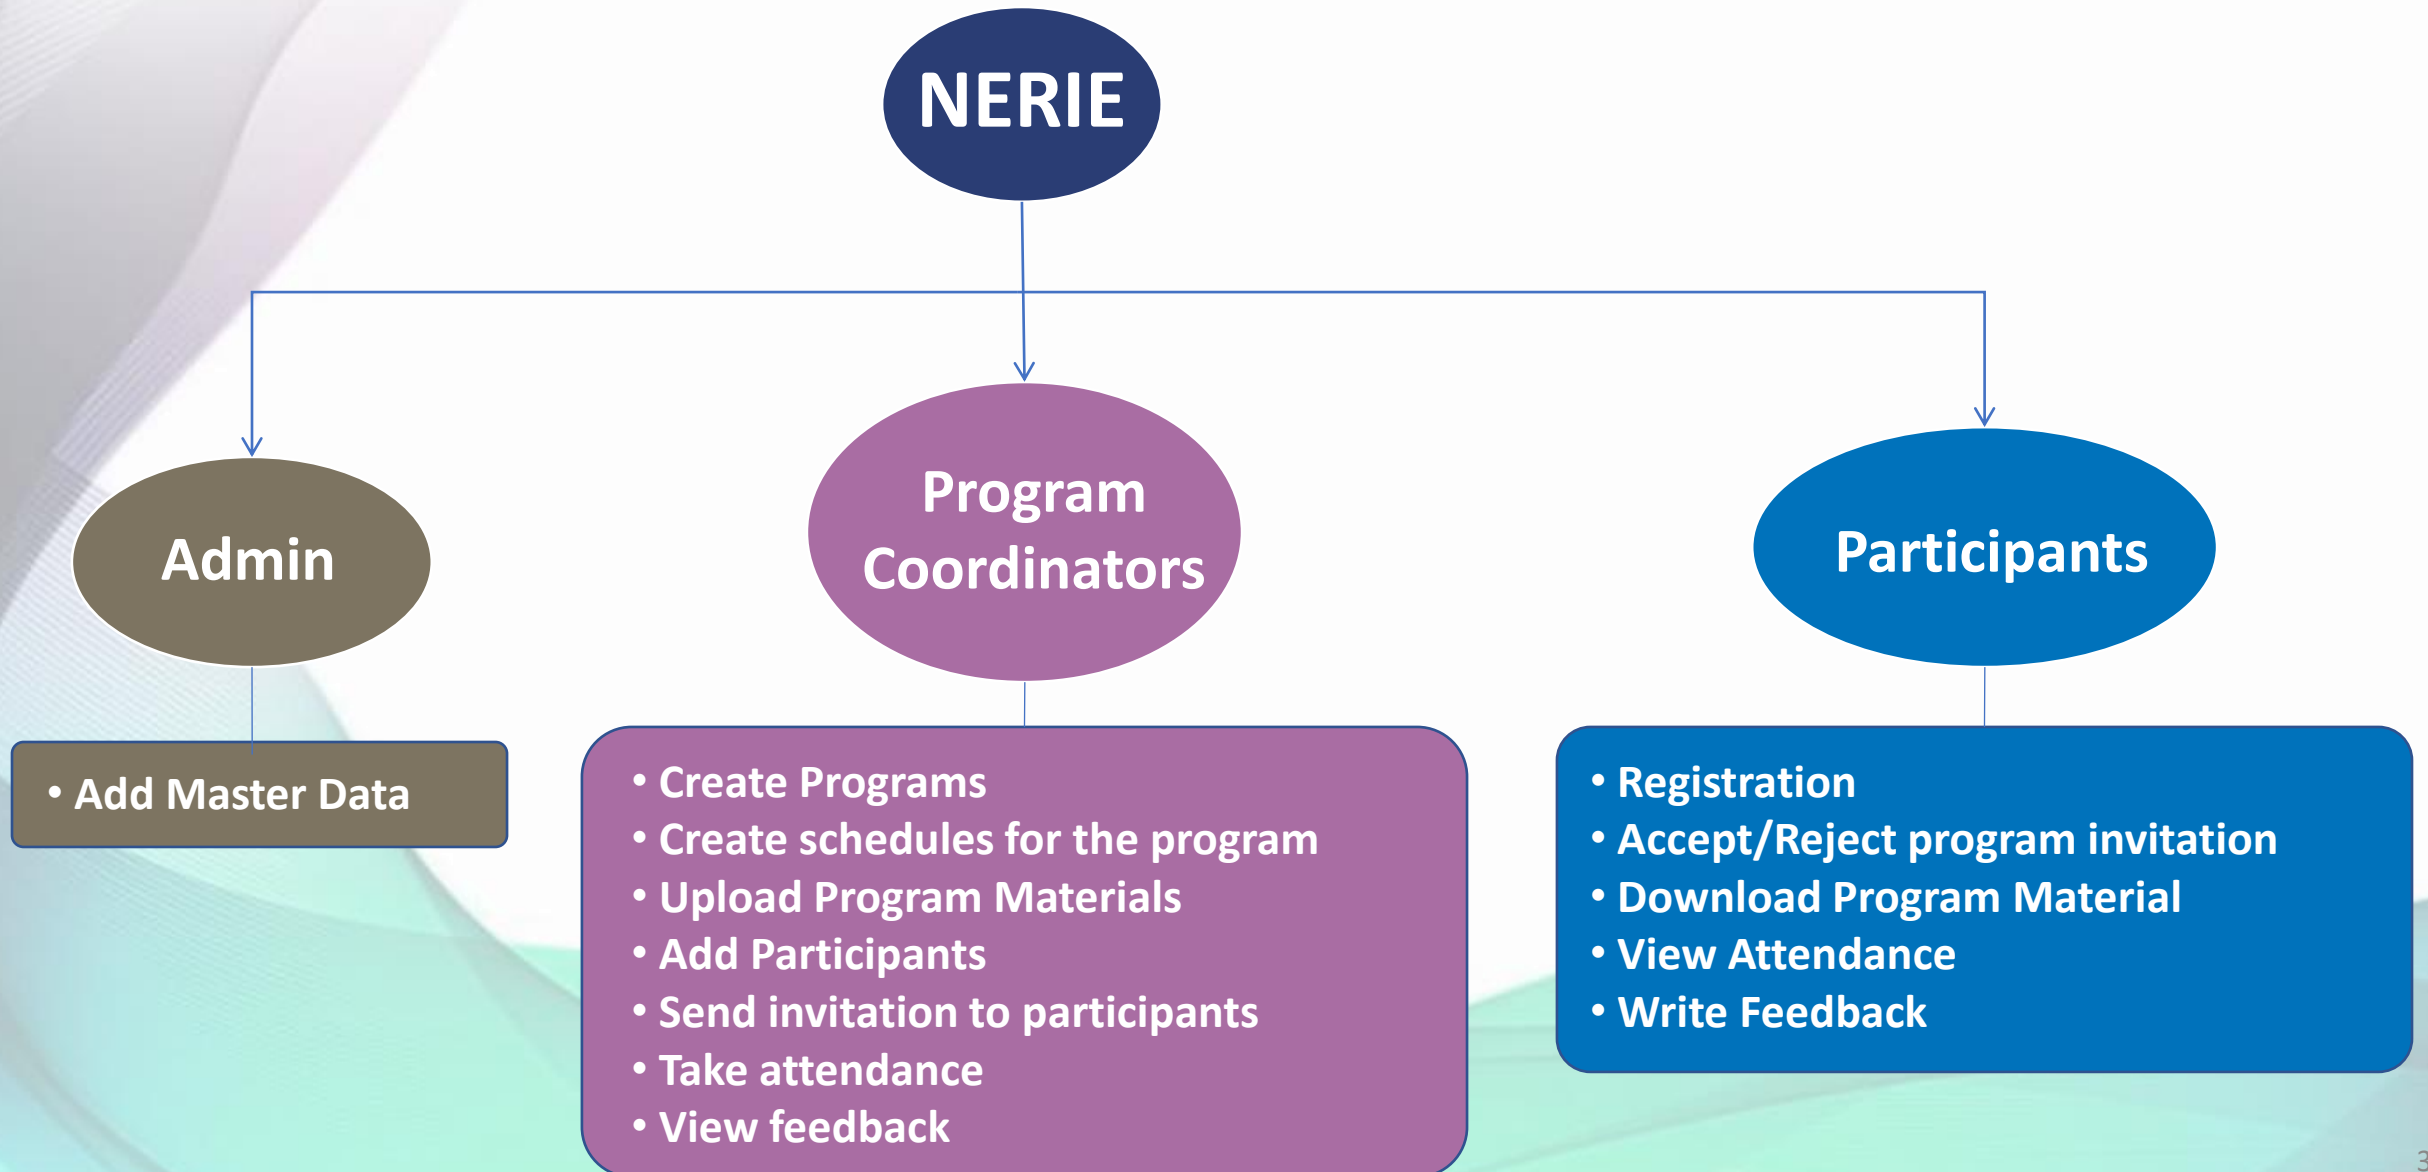 NERIE
Admin
Program
Coordinators
Participants
• Add Master Data
• Create Programs
• Create schedules for the program
• Upload Program Materials
• Add Participants
• Send invitation to participants
• Take attendance
• View feedback
• Registration
• Accept/Reject program invitation
• Download Program Material
• View Attendance
• Write Feedback
3